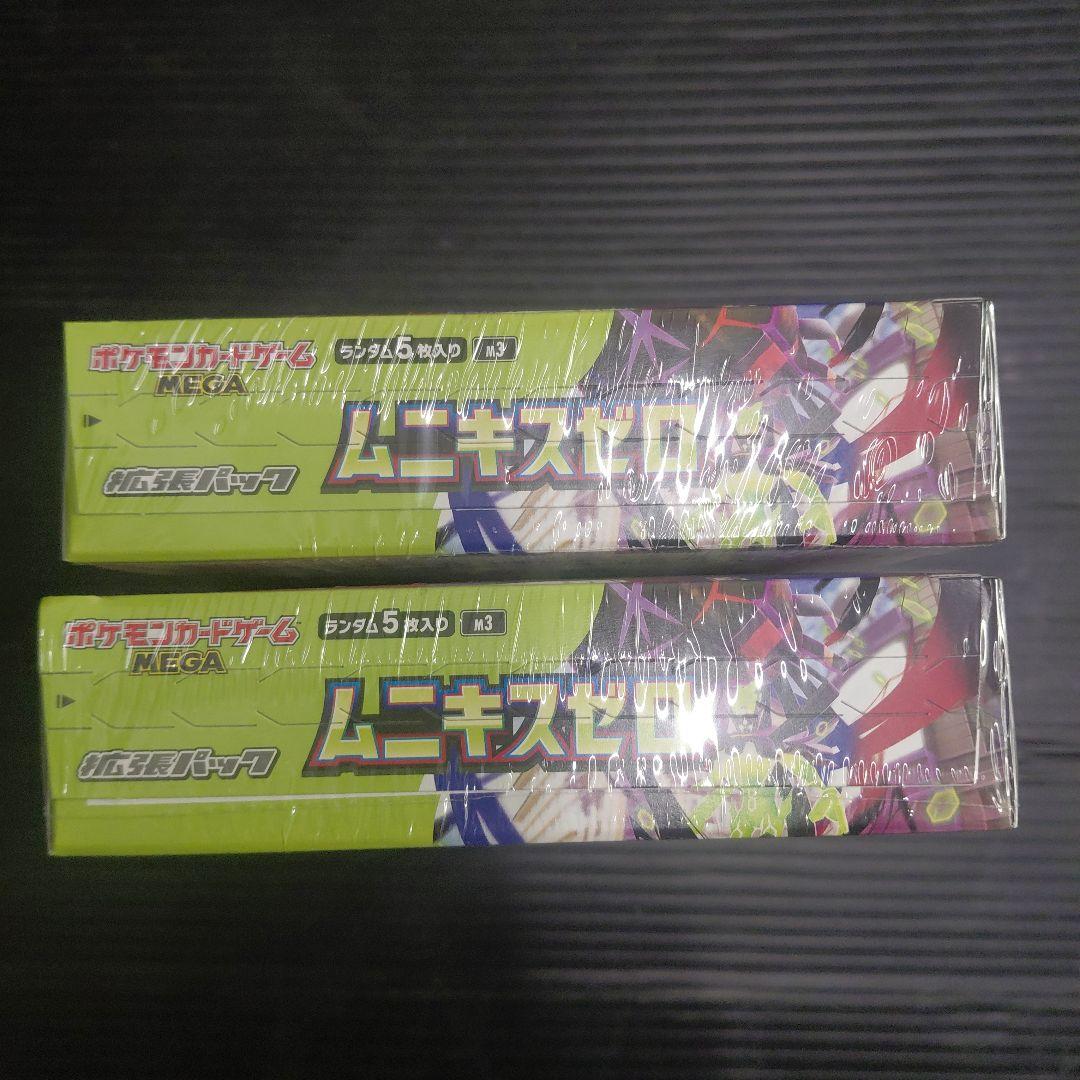 ポケモンカードゲーム
MEGA
ランダム5枚入り M3
ムニキスゼロ
拡張パック
ポケモンカードゲーム
MEGA
ランダム5枚入り M3
ムニキスゼロ
拡張パック